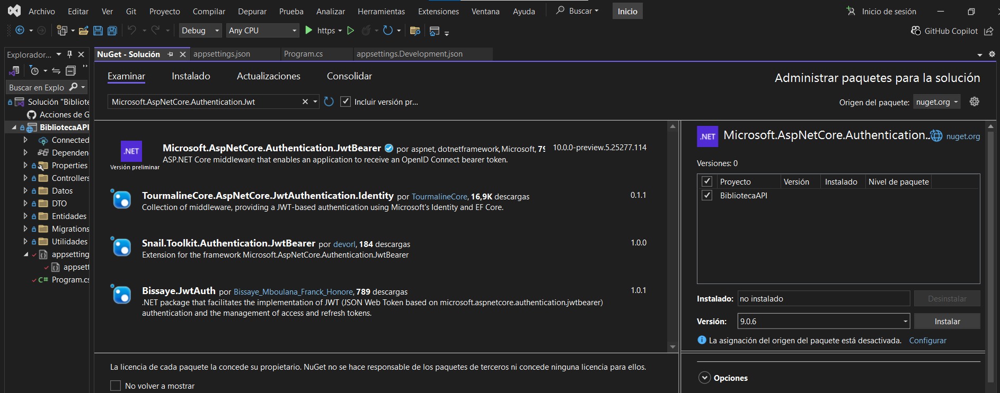 Archivo Editar Ver Git Proyecto Compilar Depurar Prueba Analizar Herramientas Extensiones Ventana Ayuda Buscar Inicio Inicio de sesión
Debug Any CPU https GitHub Copilot
Explorador...
NuGet - Solución appsettings.json Program.cs appsettings.Development.json
Buscar en Explo
Solución "Bibliote
Acciones de G
BibliotecaAPI
Connected
Dependen
Properties
Controllers
Datos
DTO
Entidades
Migrations
Utilidades
appsetting
appsett
Program.cs
Examinar Instalado Actualizaciones Consolidar
Administrar paquetes para la solución
Microsoft.AspNetCore.Authentication.Jwt Incluir versión pr...
Origen del paquete: nuget.org
.NET
Versión preliminar
Microsoft.AspNetCore.Authentication.JwtBearer por aspnet, dotnetframework, Microsoft, 79 10.0.0-preview.5.25277.114
ASP.NET Core middleware that enables an application to receive an OpenID Connect bearer token.
TourmalineCore.AspNetCore.JwtAuthentication.Identity por TourmalineCore, 16,9K descargas 0.1.1
Collection of middleware, providing a JWT-based authentication using Microsoft's Identity and EF Core.
Snail.Toolkit.Authentication.JwtBearer por devorl, 184 descargas 1.0.0
Extension for the framework Microsoft.AspNetCore.Authentication.JwtBearer
Bissaye.JwtAuth por Bissaye_Mboulana_Franck_Honore, 789 descargas 1.0.1
.NET package that facilitates the implementation of JWT (JSON Web Token based on microsoft.aspnetcore.authentication.jwtbearer)
authentication and the management of access and refresh tokens.
La licencia de cada paquete la concede su propietario. NuGet no se hace responsable de los paquetes de terceros ni concede ninguna licencia para ellos.
No volver a mostrar
.NET Microsoft.AspNetCore.Authentication... nuget.org
Versiones: 0
Proyecto Versión Instalado Nivel de paquete
BibliotecaAPI
Instalado: no instalado Desinstalar
Versión: 9.0.6 Instalar
La asignación del origen del paquete está desactivada. Configurar
Opciones